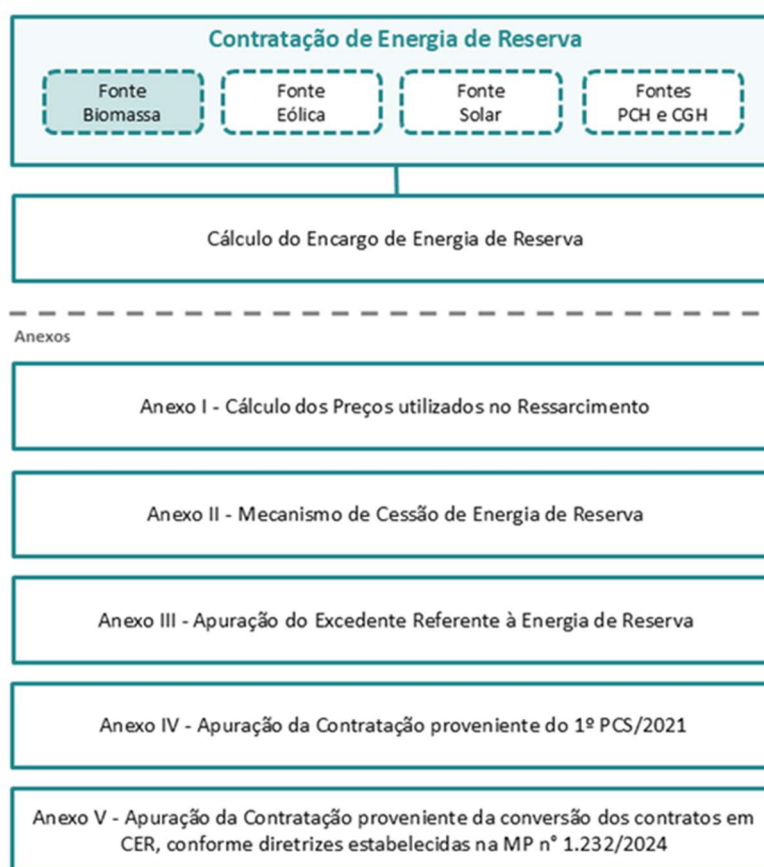 Contratação de Energia de Reserva
Fonte
Biomassa
Fonte
Eólica
Fonte
Solar
Fontes
PCH e CGH
Cálculo do Encargo de Energia de Reserva
Anexos
Anexo I - Cálculo dos Preços utilizados no Ressarcimento
Anexo II - Mecanismo de Cessão de Energia de Reserva
Anexo III - Apuração do Excedente Referente à Energia de Reserva
Anexo IV - Apuração da Contratação proveniente do 1º PCS/2021
Anexo V - Apuração da Contratação proveniente da conversão dos contratos em
CER, conforme diretrizes estabelecidas na MP n° 1.232/2024